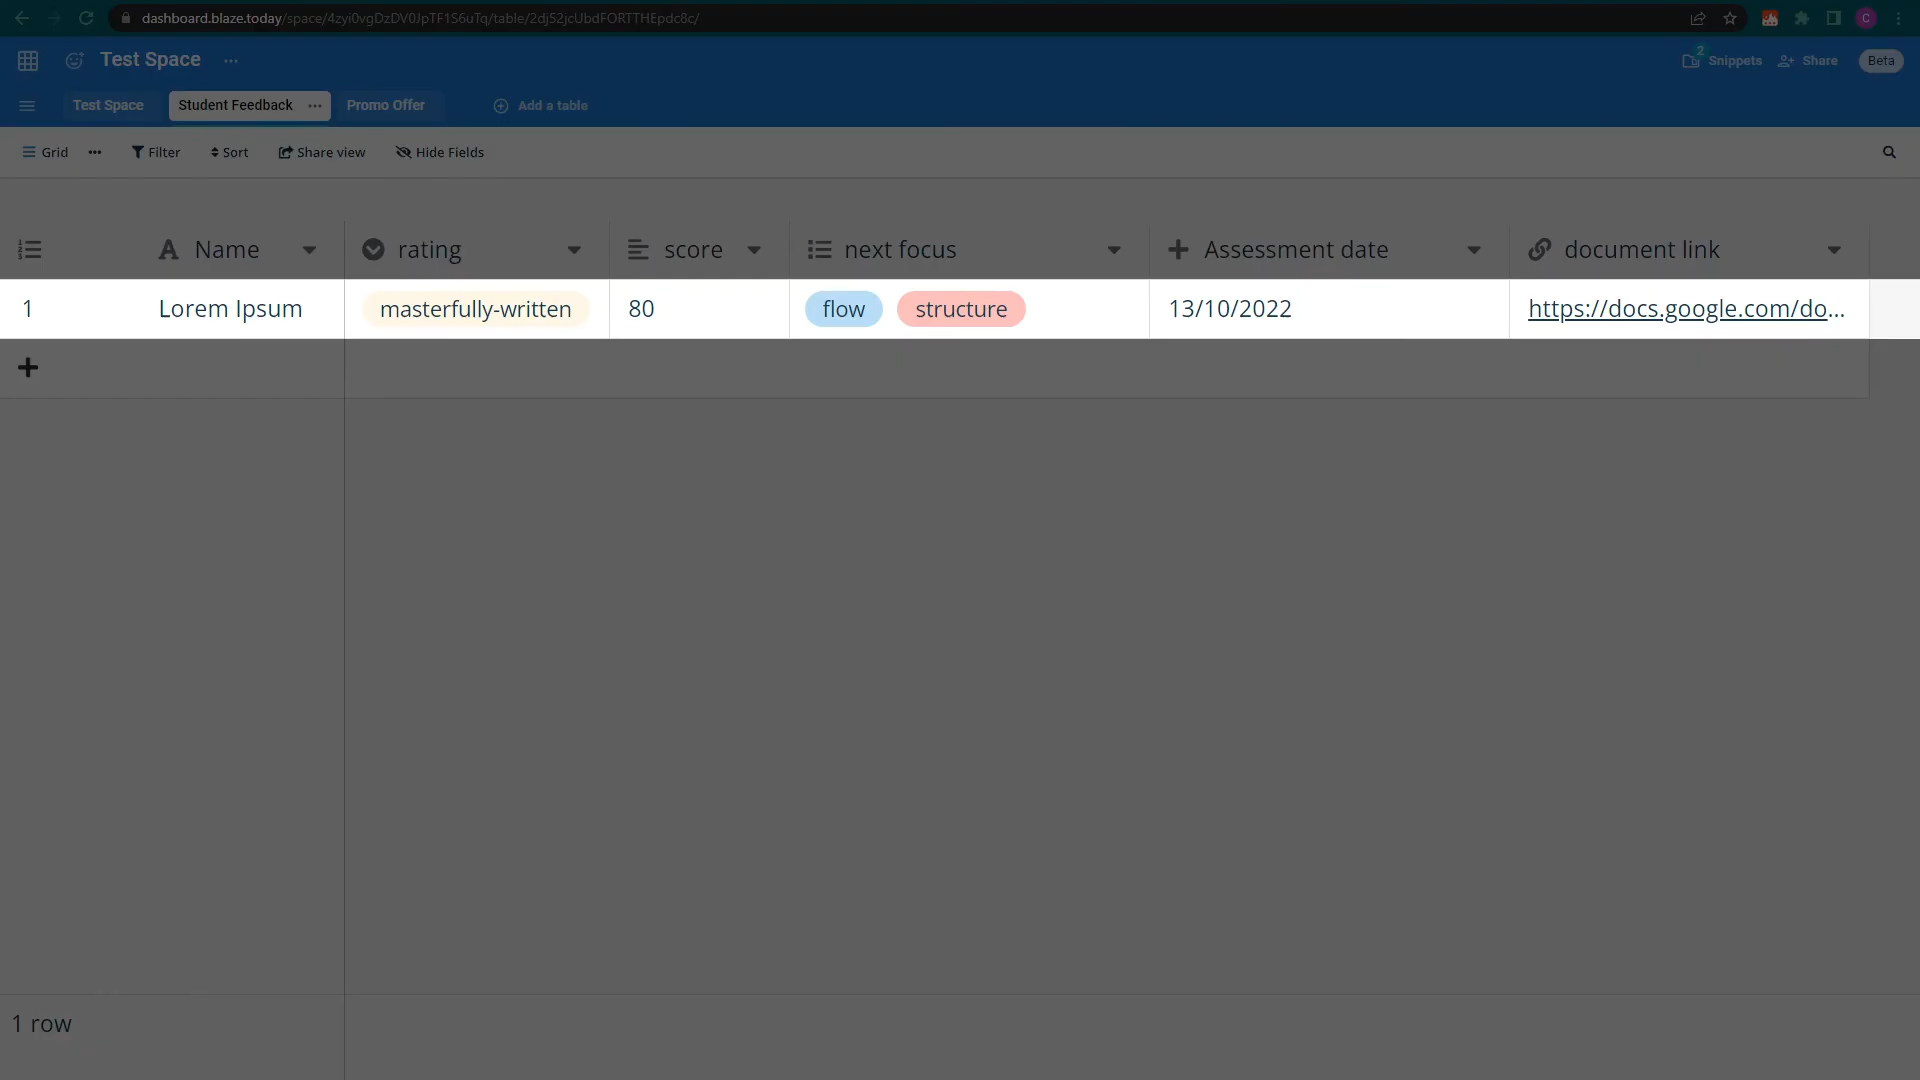 dashboard.blaze.today/space/4zyi0vgDzDV0JpTF1S6uTq/table/2dj52jcUbdFORTTHEpdc8c/
C
Test Space ...
2 Snippets Share Beta
Test Space Student Feedback ... Promo Offer Add a table
Grid ... Filter Sort Share view Hide Fields
Name rating score next focus Assessment date document link
1 Lorem Ipsum masterfully-written 80 flow structure 13/10/2022 https://docs.google.com/do...
1 row